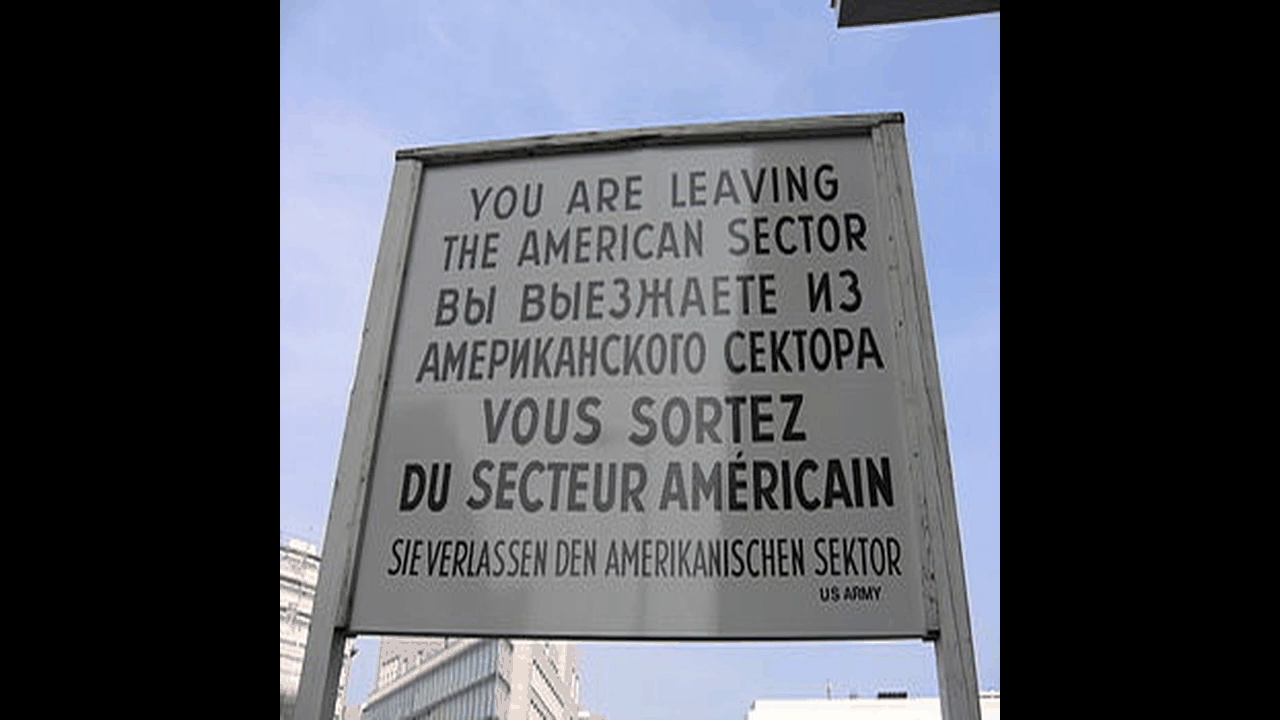 YOU ARE LEAVING
THE AMERICAN SECTOR
ВЫ ВЫЕЗЖАЕТЕ ИЗ
АМЕРИКАНСКОГО СЕКТОРА
VOUS SORTEZ
DU SECTEUR AMÉRICAIN
SIE VERLASSEN DEN AMERIKANISCHEN SEKTOR
US ARMY